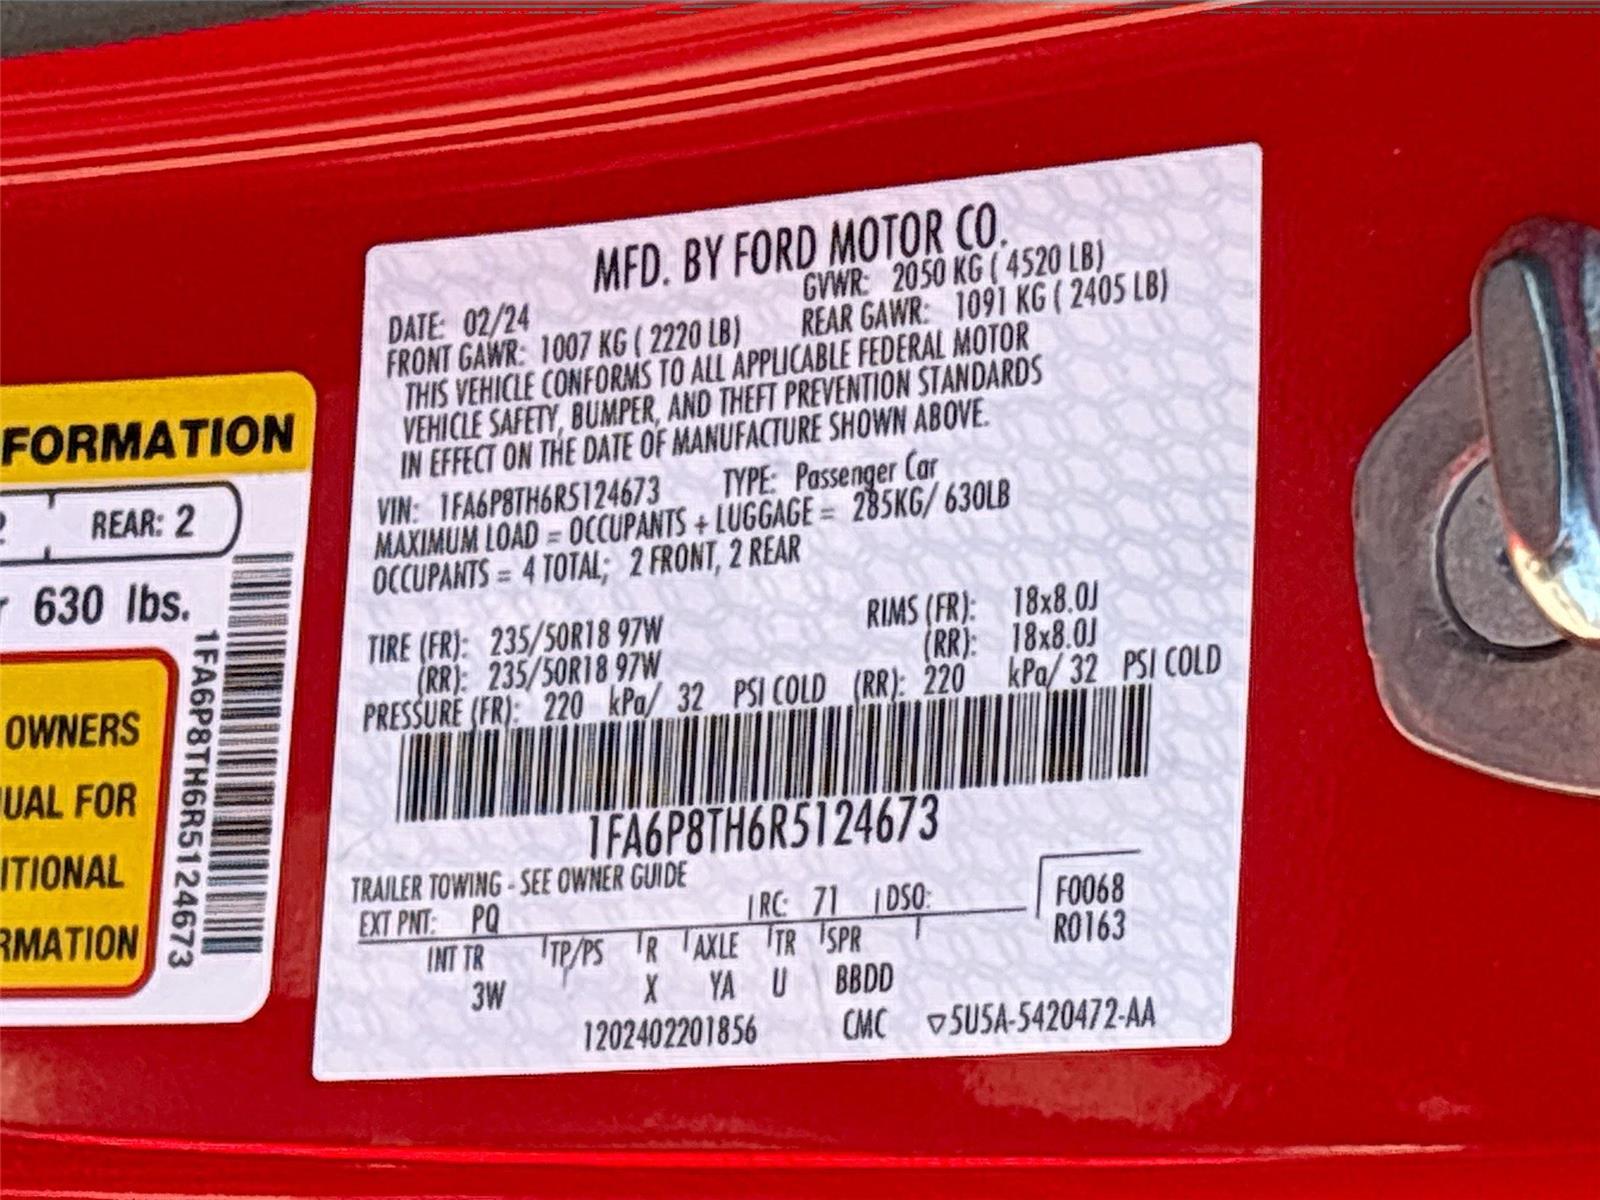 MFD. BY FORD MOTOR CO.
DATE: 02/24 GVWR: 2050 KG ( 4520 LB)
FRONT GAWR: 1007 KG ( 2220 LB) REAR GAWR: 1091 KG ( 2405 LB)
THIS VEHICLE CONFORMS TO ALL APPLICABLE FEDERAL MOTOR
VEHICLE SAFETY, BUMPER, AND THEFT PREVENTION STANDARDS
IN EFFECT ON THE DATE OF MANUFACTURE SHOWN ABOVE.
VIN: 1FA6P8TH6R5124673 TYPE: Passenger Car
MAXIMUM LOAD = OCCUPANTS + LUGGAGE = 285KG/ 630LB
OCCUPANTS = 4 TOTAL; 2 FRONT, 2 REAR
TIRE (FR): 235/50R18 97W RIMS (FR): 18x8.0J
(RR): 235/50R18 97W (RR): 18x8.0J
PRESSURE (FR): 220 kPa/ 32 PSI COLD (RR): 220 kPa/ 32 PSI COLD
1FA6P8TH6R5124673
TRAILER TOWING - SEE OWNER GUIDE
EXT PNT: PQ RC: 71 DSO: F0068
R0163
INT TR TP/PS R AXLE TR SPR
3W X YA U BBDD
1202402201856 CMC ▽5U5A-5420472-AA
FORMATION
REAR: 2
630 lbs.
OWNERS
UAL FOR
ITIONAL
RMATION
1FA6P8TH6R5124673